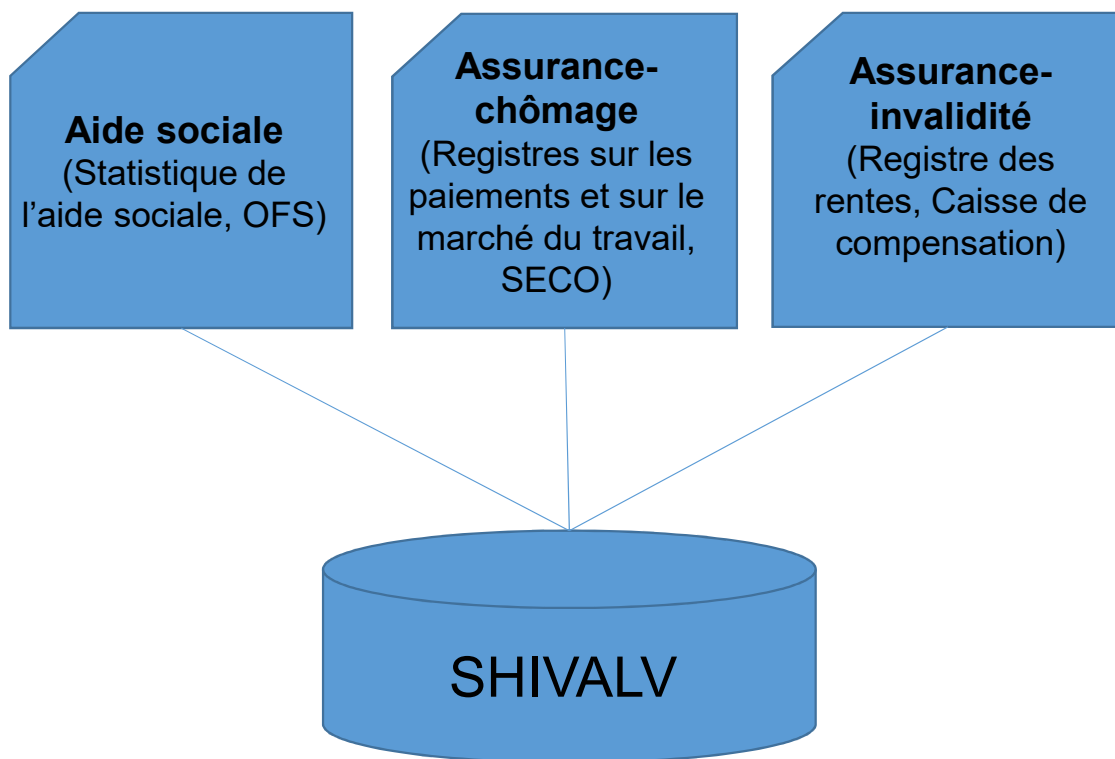 Aide sociale
(Statistique de
l’aide sociale, OFS)
Assurance-
chômage
(Registres sur les
paiements et sur le
marché du travail,
SECO)
Assurance-
invalidité
(Registre des
rentes, Caisse de
compensation)
SHIVALV